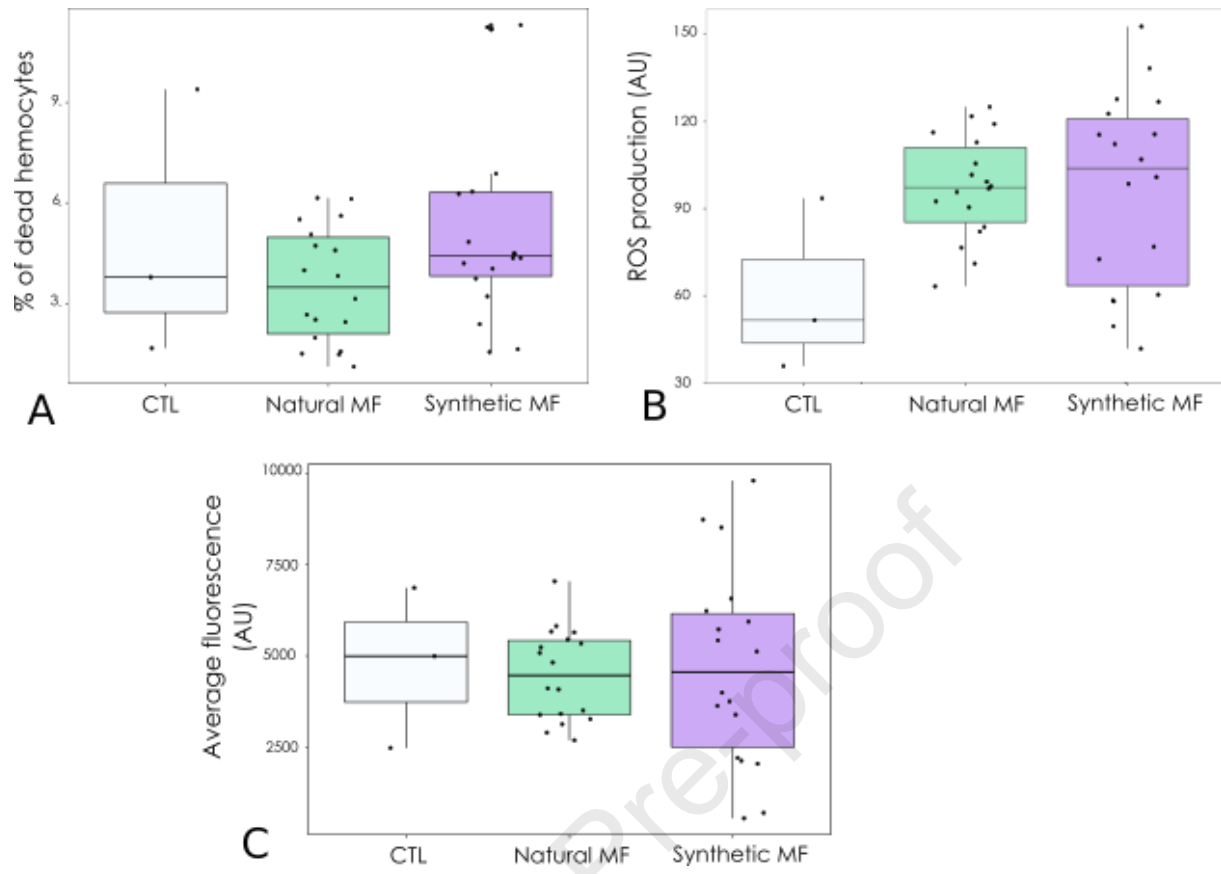 % of dead hemocytes
9.
6.
3.
CTL
Natural MF
Synthetic MF
A
ROS production (AU)
150
120
90
60
30
CTL
Natural MF
Synthetic MF
B
Average fluorescence
(AU)
10000
7500
5000
2500
CTL
Natural MF
Synthetic MF
C
Pre-proof